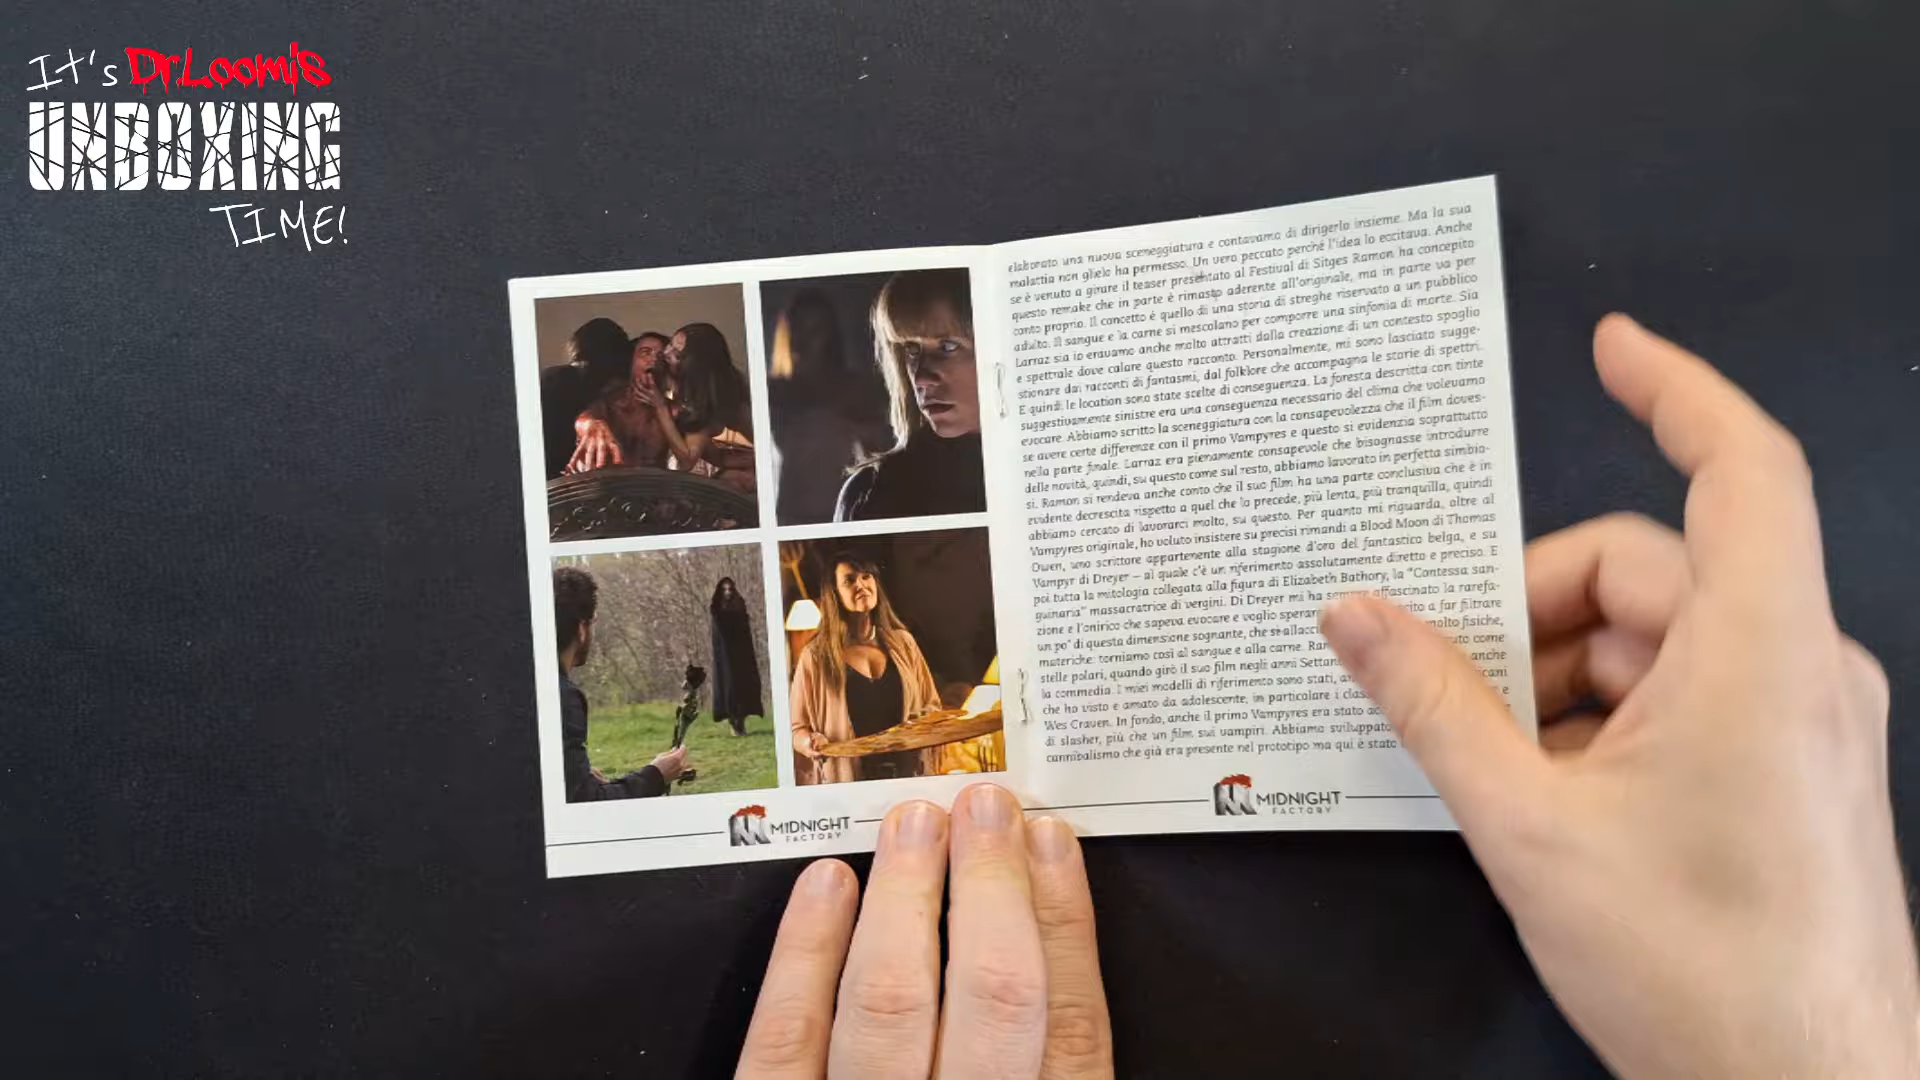 It's Dr.Loomis
UNBOXING
TIME!
MIDNIGHT
FACTORY
elaborato una nuova sceneggiatura e contavamo di dirigerlo insieme. Ma la sua
malattia non glielo ha permesso. Un vero peccato perché l'idea lo eccitava. Anche
se è venuto a girare il teaser presentato al Festival di Sitges Ramon ha concepito
questo remake che in parte è rimasto aderente all'originale, ma in parte va per
conto proprio. Il concetto è quello di una storia di streghe riservato a un pubblico
adulto. Il sangue e la carne si mescolano per comporre una sinfonia di morte. Sia
Larraz sia io eravamo anche molto attratti dalla creazione di un contesto spoglio
e spettrale dove calare questo racconto. Personalmente, mi sono lasciato sugge-
stionare dai racconti di fantasmi, dal folklore che accompagna le storie di spettri.
E quindi le location sono state scelte di conseguenza. La foresta descritta con tinte
suggestivamente sinistre era una conseguenza necessario del clima che volevamo
evocare. Abbiamo scritto la sceneggiatura con la consapevolezza che il film doves-
se avere certe differenze con il primo Vampyres e questo si evidenzia soprattutto
nella parte finale. Larraz era pienamente consapevole che bisognasse introdurre
delle novità, quindi, su questo come sul resto, abbiamo lavorato in perfetta simbio-
si. Ramon si rendeva anche conto che il suo film ha una parte conclusiva che è in
evidente decrescita rispetto a quel che la precede, più lenta, più tranquilla, quindi
abbiamo cercato di lavorarci molto, su questo. Per quanto mi riguarda, oltre al
Vampyres originale, ho voluto insistere su precisi rimandi a Blood Moon di Thomas
Owen, uno scrittore appartenente alla stagione d'oro del fantastico belga, e su
Vampyr di Dreyer – al quale c'è un riferimento assolutamente diretto e preciso. E
poi tutta la mitologia collegata alla figura di Elizabeth Bathory, la "Contessa san-
guinaria" massacratrice di vergini. Di Dreyer mi ha sempre affascinato la rarefa-
zione e l'onirico che sapeva evocare e voglio sperare a far filtrare
un po' di questa dimensione sognante, che si molto fisiche,
materiche: torniamo così al sangue e alla carne. come
stelle polari, quando girò il suo film negli anni anche
la commedia. I miei modelli di riferimento sono stati,
che ho visto e amato da adolescente, in particolare i e
Wes Craven. In fondo, anche il primo Vampyres era stato
di slasher, più che un film sui vampiri. Abbiamo sviluppato
cannibalismo che già era presente nel prototipo ma qui è stato
MIDNIGHT
FACTORY